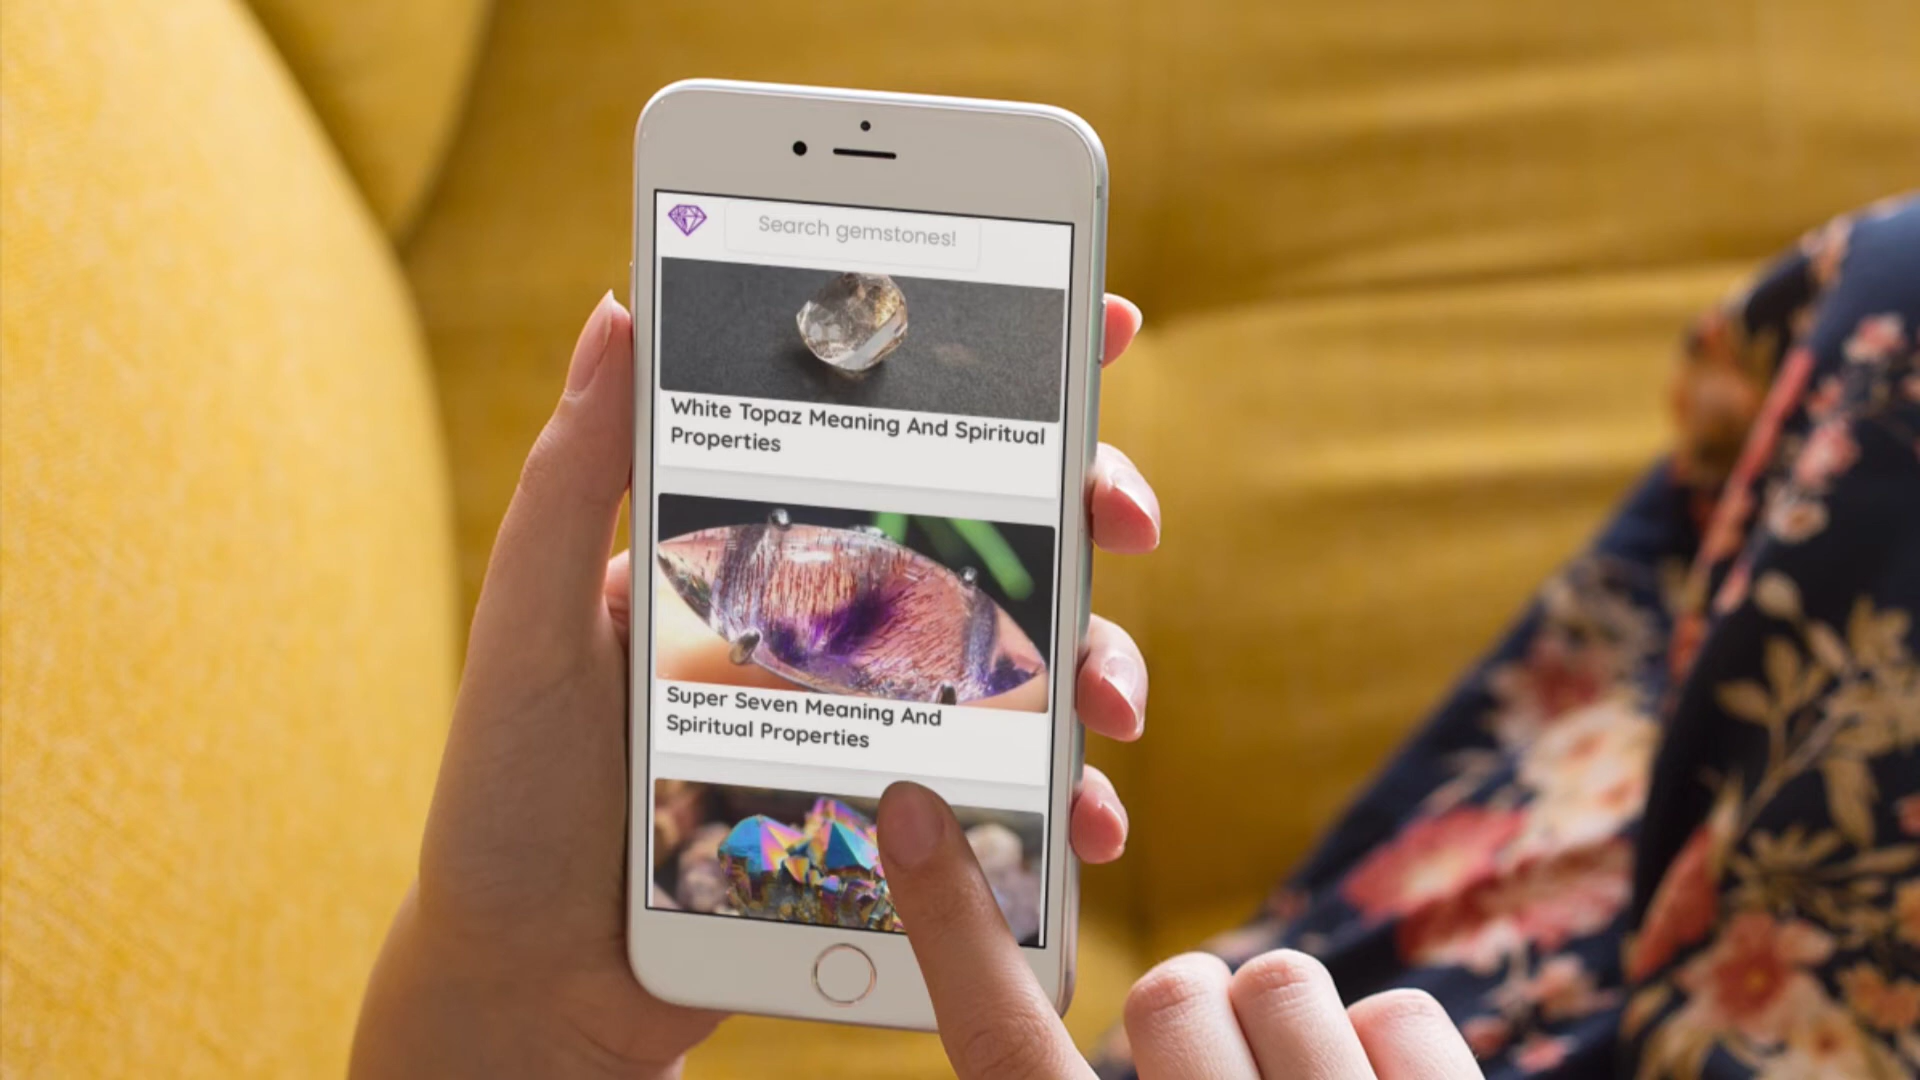 Search gemstones!
White Topaz Meaning And Spiritual
Properties
Super Seven Meaning And
Spiritual Properties